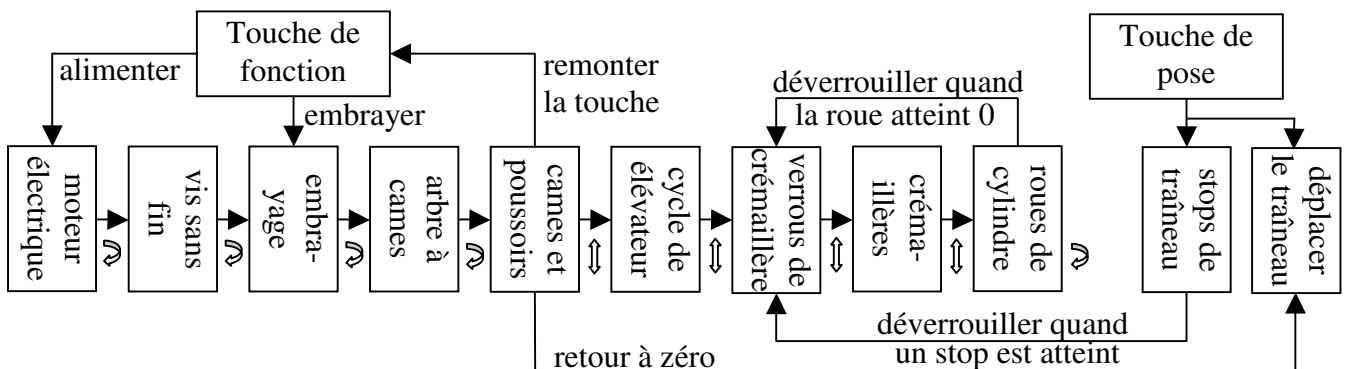 Touche de
fonction
Touche de
pose
alimenter
embrayer
remonter
la touche
déverrouiller quand
la roue atteint 0
moteur
électrique
vis sans
fin
embra-
yage
arbre à
cames
cames et
poussoirs
cycle de
élévateur
verrous de
crémaillère
créma-
illères
roues de
cylindre
stops de
traîneau
déplacer
le traîneau
déverrouiller quand
un stop est atteint
retour à zéro